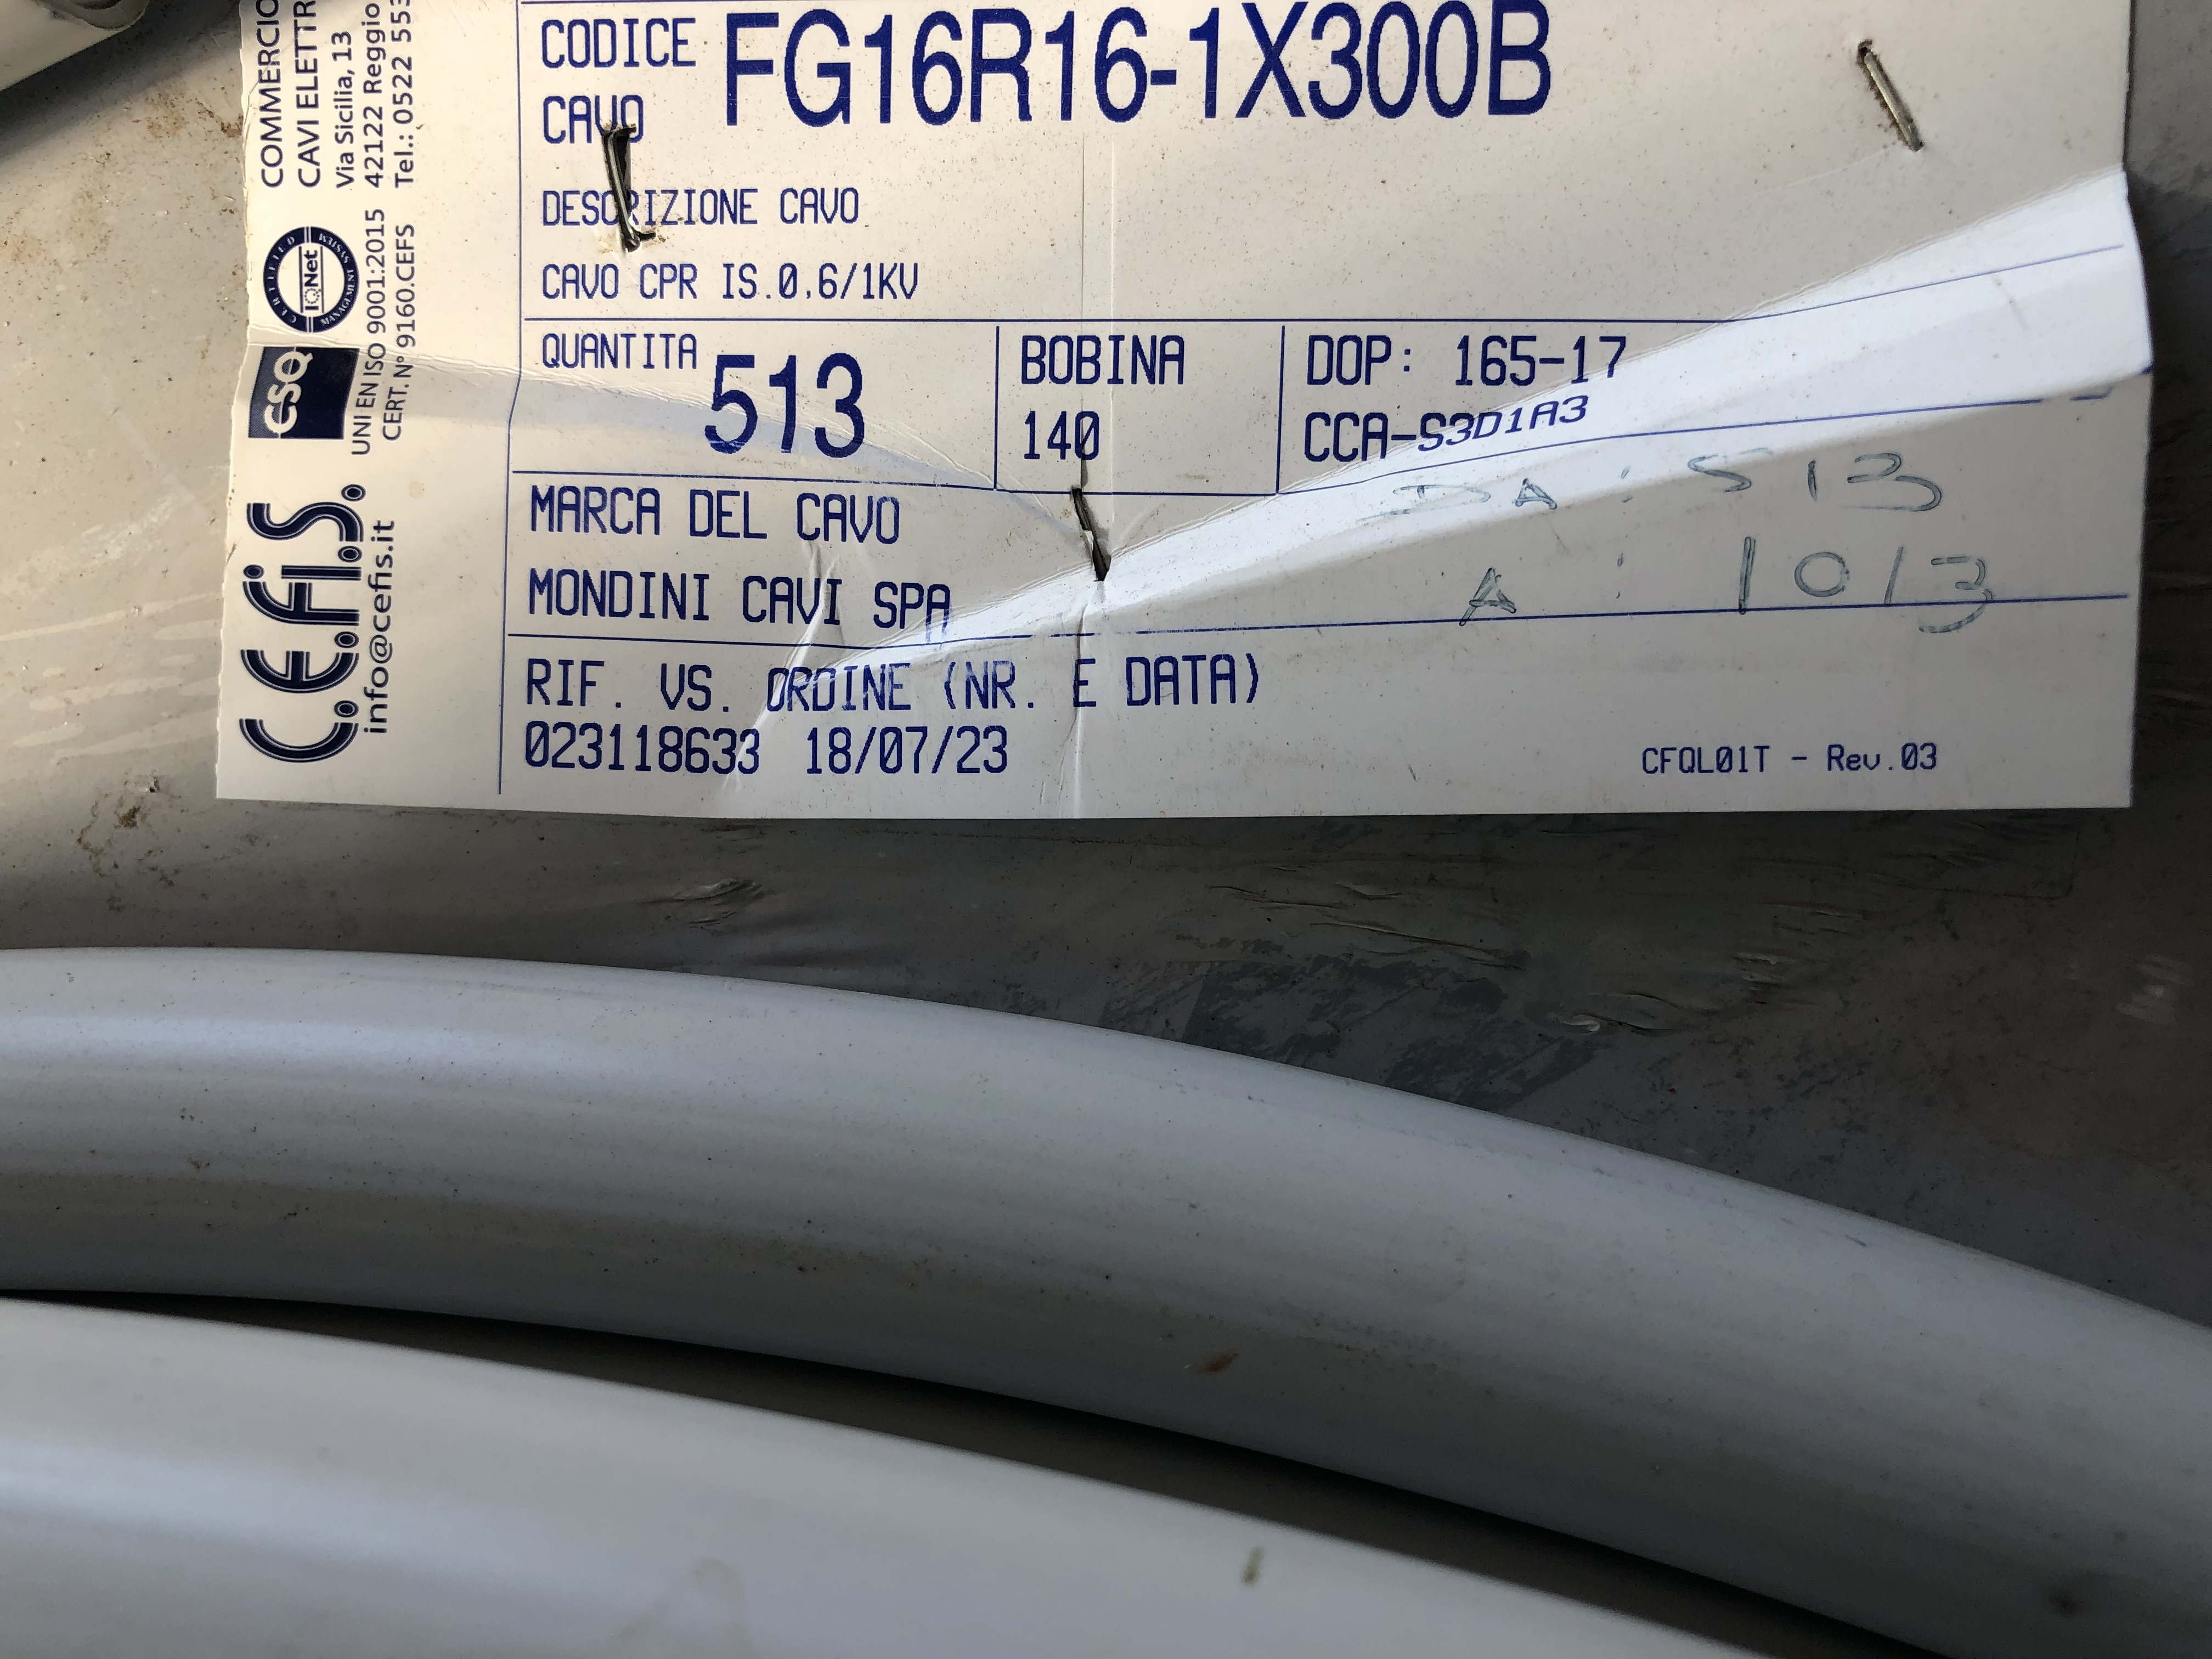 CODICE CAVO FG16R16-1X300B
DESCRIZIONE CAVO
CAVO CPR IS.0,6/1KV
QUANTITA 513
BOBINA
140
DOP: 165-17
CCA-S3D1A3
DA: 513
A: 1013
MARCA DEL CAVO
MONDINI CAVI SPA
RIF. VS. ORDINE (NR. E DATA)
023118633 18/07/23
CFQL01T - Rev.03
C.E.Fi.S.
info@cefis.it
CSQ
IQNet
CERTIFIED MANAGEMENT SYSTEM
UNI EN ISO 9001:2015
CERT. N° 9160.CEFS
COMMERCIO
CAVI ELETTR
Via Sicilia, 13
42122 Reggio
Tel.: 0522 553